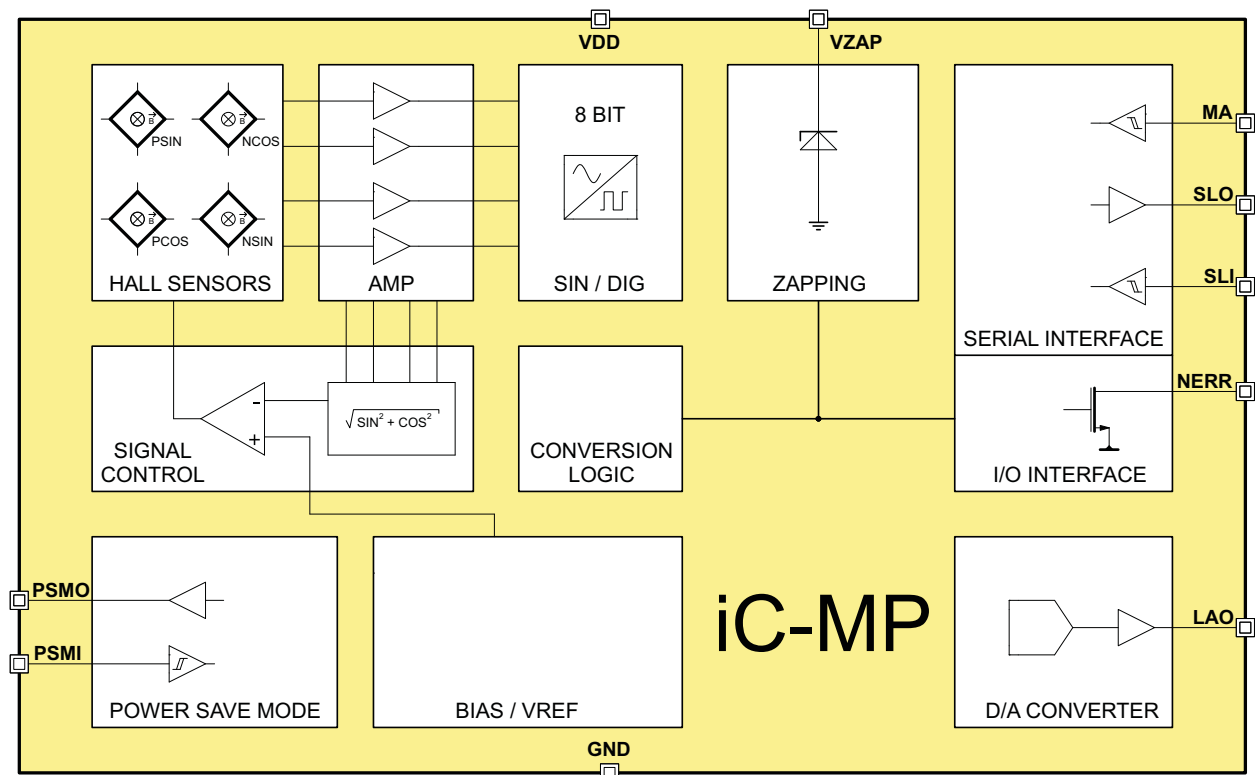 VDD
VZAP
PSIN
NCOS
PCOS
NSIN
B
B
B
B
HALL SENSORS
AMP
8 BIT
SIN / DIG
ZAPPING
MA
SLO
SLI
SERIAL INTERFACE
NERR
I/O INTERFACE
-
+
√SIN² + COS²
SIGNAL
CONTROL
CONVERSION
LOGIC
PSMO
PSMI
POWER SAVE MODE
BIAS / VREF
iC-MP
LAO
D/A CONVERTER
GND